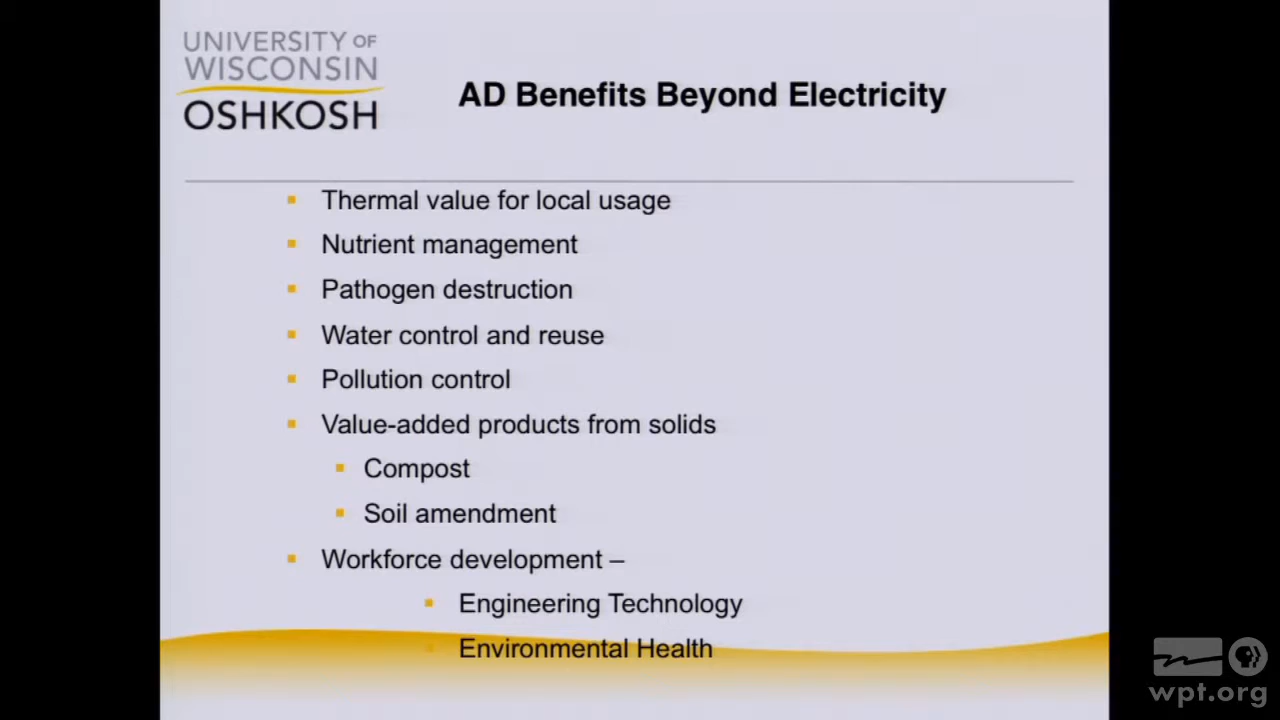 UNIVERSITY OF
WISCONSIN
OSHKOSH
AD Benefits Beyond Electricity
Thermal value for local usage
Nutrient management
Pathogen destruction
Water control and reuse
Pollution control
Value-added products from solids
Compost
Soil amendment
Workforce development –
Engineering Technology
Environmental Health
wpt.org